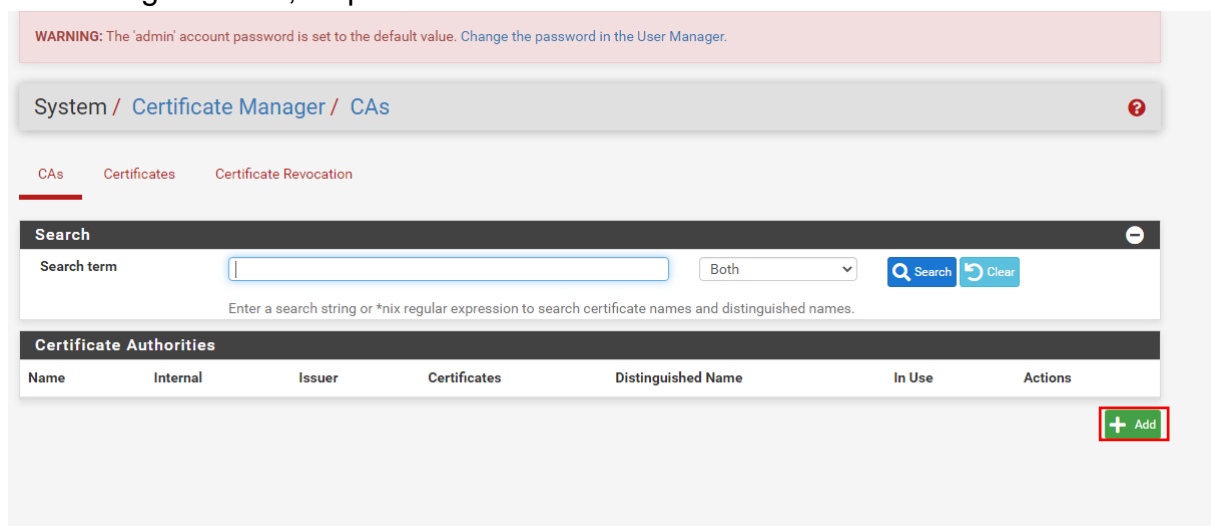 WARNING: The 'admin' account password is set to the default value. Change the password in the User Manager.
System / Certificate Manager / CAs
CAs Certificates Certificate Revocation
Search
Search term Both Search Clear
Enter a search string or *nix regular expression to search certificate names and distinguished names.
Certificate Authorities
Name Internal Issuer Certificates Distinguished Name In Use Actions
Add